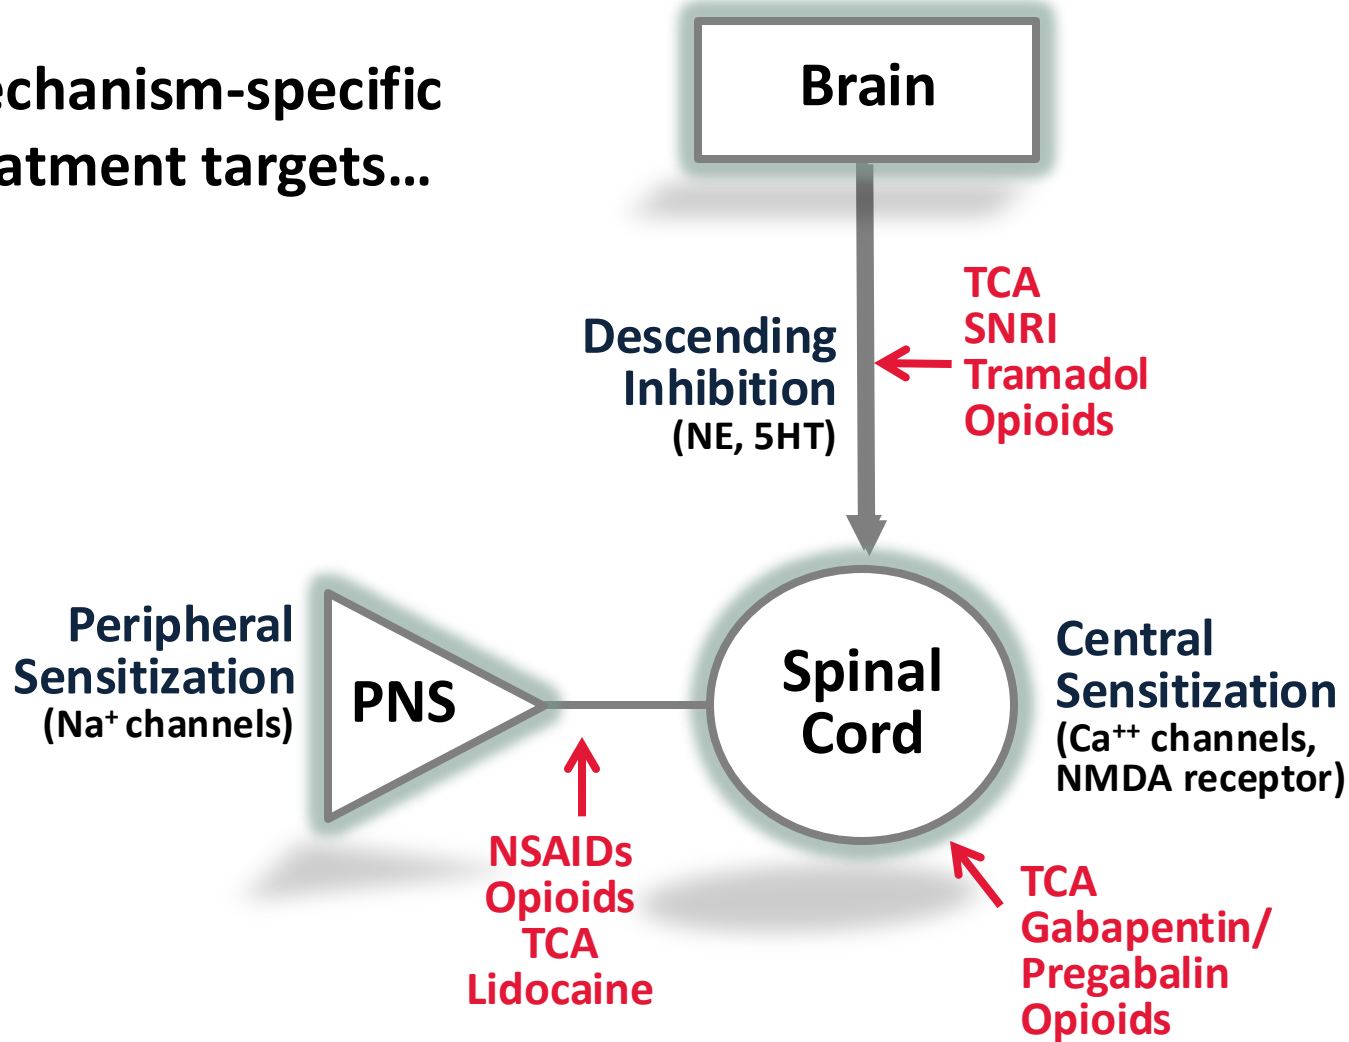 echanism-specific
atment targets...
Brain
TCA
SNRI
Tramadol
Opioids
Descending
Inhibition
(NE, 5HT)
Peripheral
Sensitization
(Na⁺ channels)
PNS
Spinal
Cord
Central
Sensitization
(Ca⁺⁺ channels,
NMDA receptor)
NSAIDs
Opioids
TCA
Lidocaine
TCA
Gabapentin/
Pregabalin
Opioids